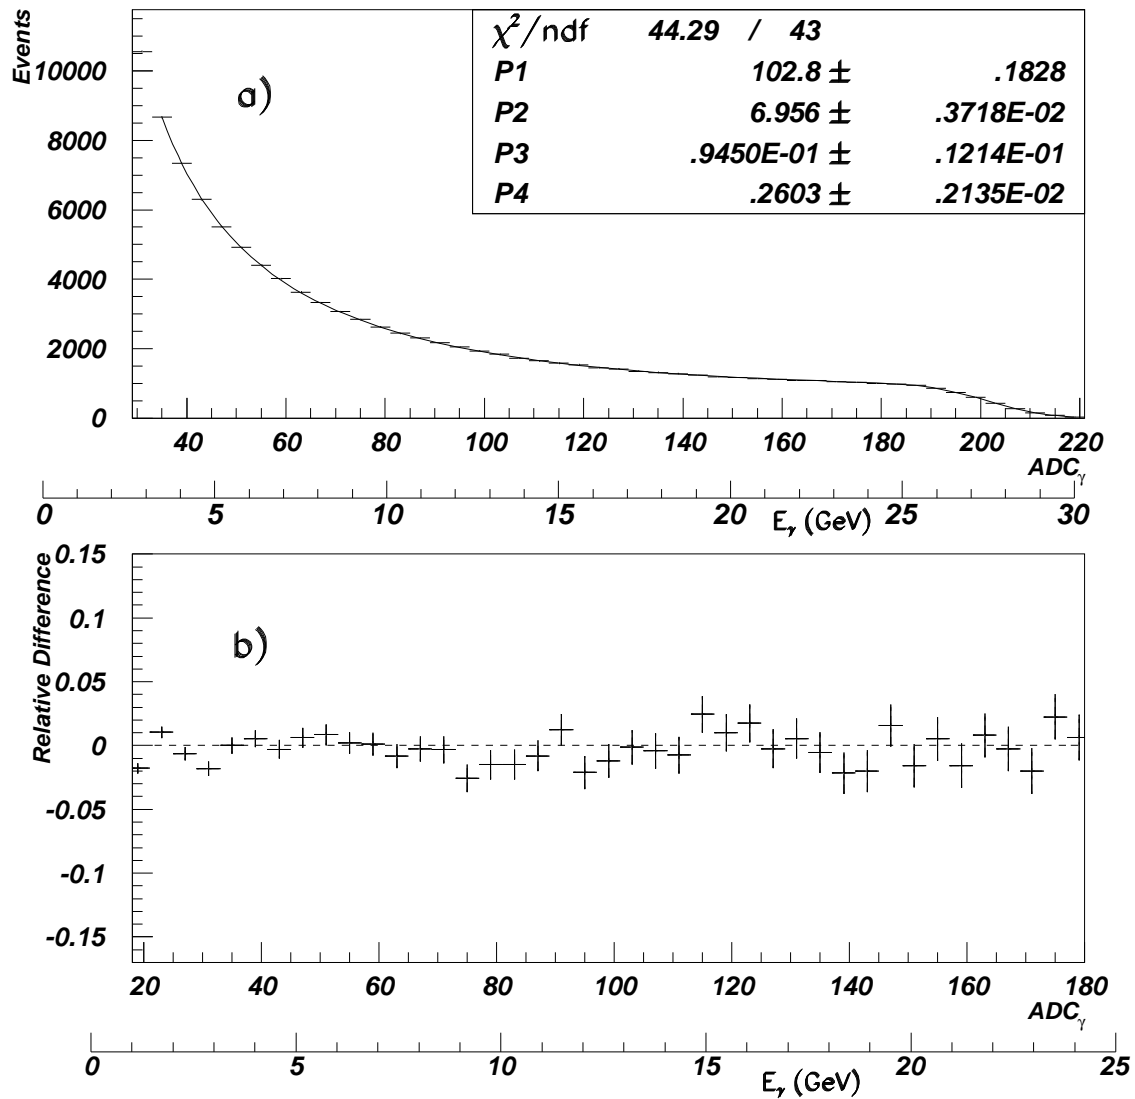 Events
10000
8000
6000
4000
2000
0
a)
χ²/ndf 44.29 / 43
P1 102.8 ± .1828
P2 6.956 ± .3718E-02
P3 .9450E-01 ± .1214E-01
P4 .2603 ± .2135E-02
40 60 80 100 120 140 160 180 200 220
ADCγ
0 5 10 15 20 25 30
Eγ (GeV)
Relative Difference
0.15
0.1
0.05
0
-0.05
-0.1
-0.15
b)
20 40 60 80 100 120 140 160 180
ADCγ
0 5 10 15 20 25
Eγ (GeV)